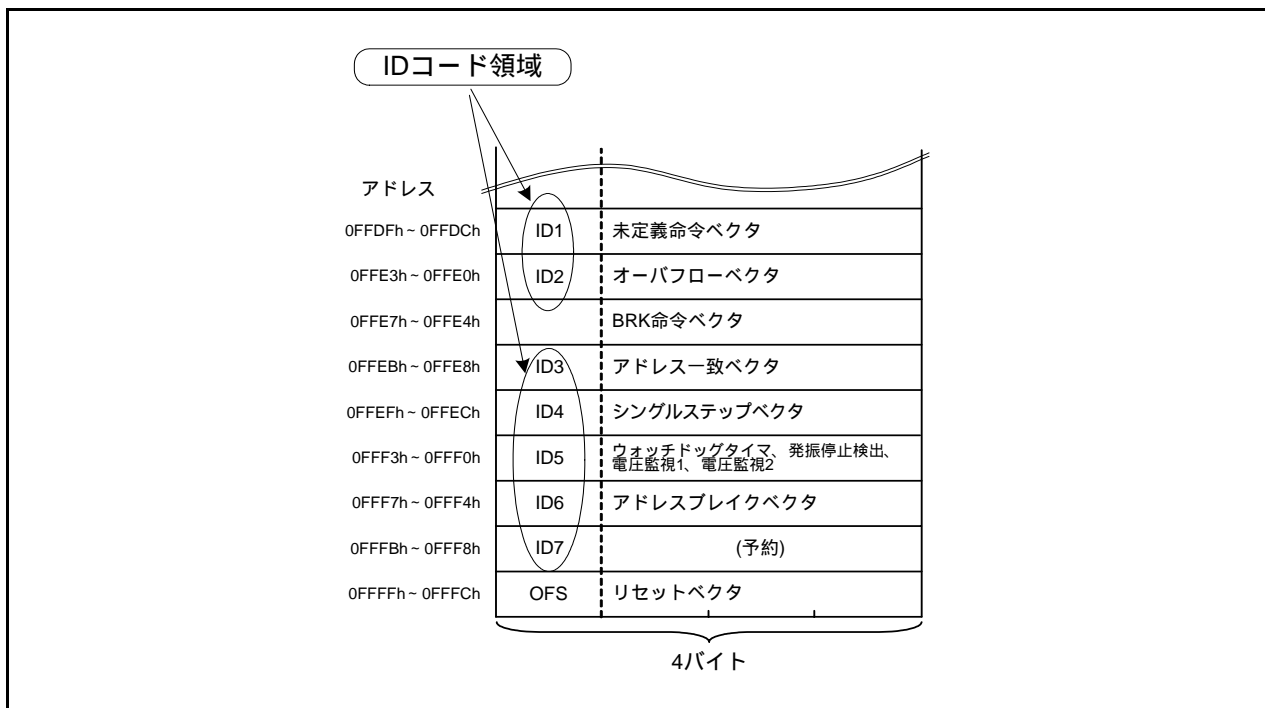 IDコード領域
アドレス
0FFDFh ~ 0FFDCh ID1 未定義命令ベクタ
0FFE3h ~ 0FFE0h ID2 オーバフローベクタ
0FFE7h ~ 0FFE4h BRK命令ベクタ
0FFEBh ~ 0FFE8h ID3 アドレス一致ベクタ
0FFEFh ~ 0FFECh ID4 シングルステップベクタ
0FFF3h ~ 0FFF0h ID5 ウォッチドッグタイマ、発振停止検出、
電圧監視1、電圧監視2
0FFF7h ~ 0FFF4h ID6 アドレスブレイクベクタ
0FFFBh ~ 0FFF8h ID7 (予約)
0FFFFh ~ 0FFFCh OFS リセットベクタ
4バイト